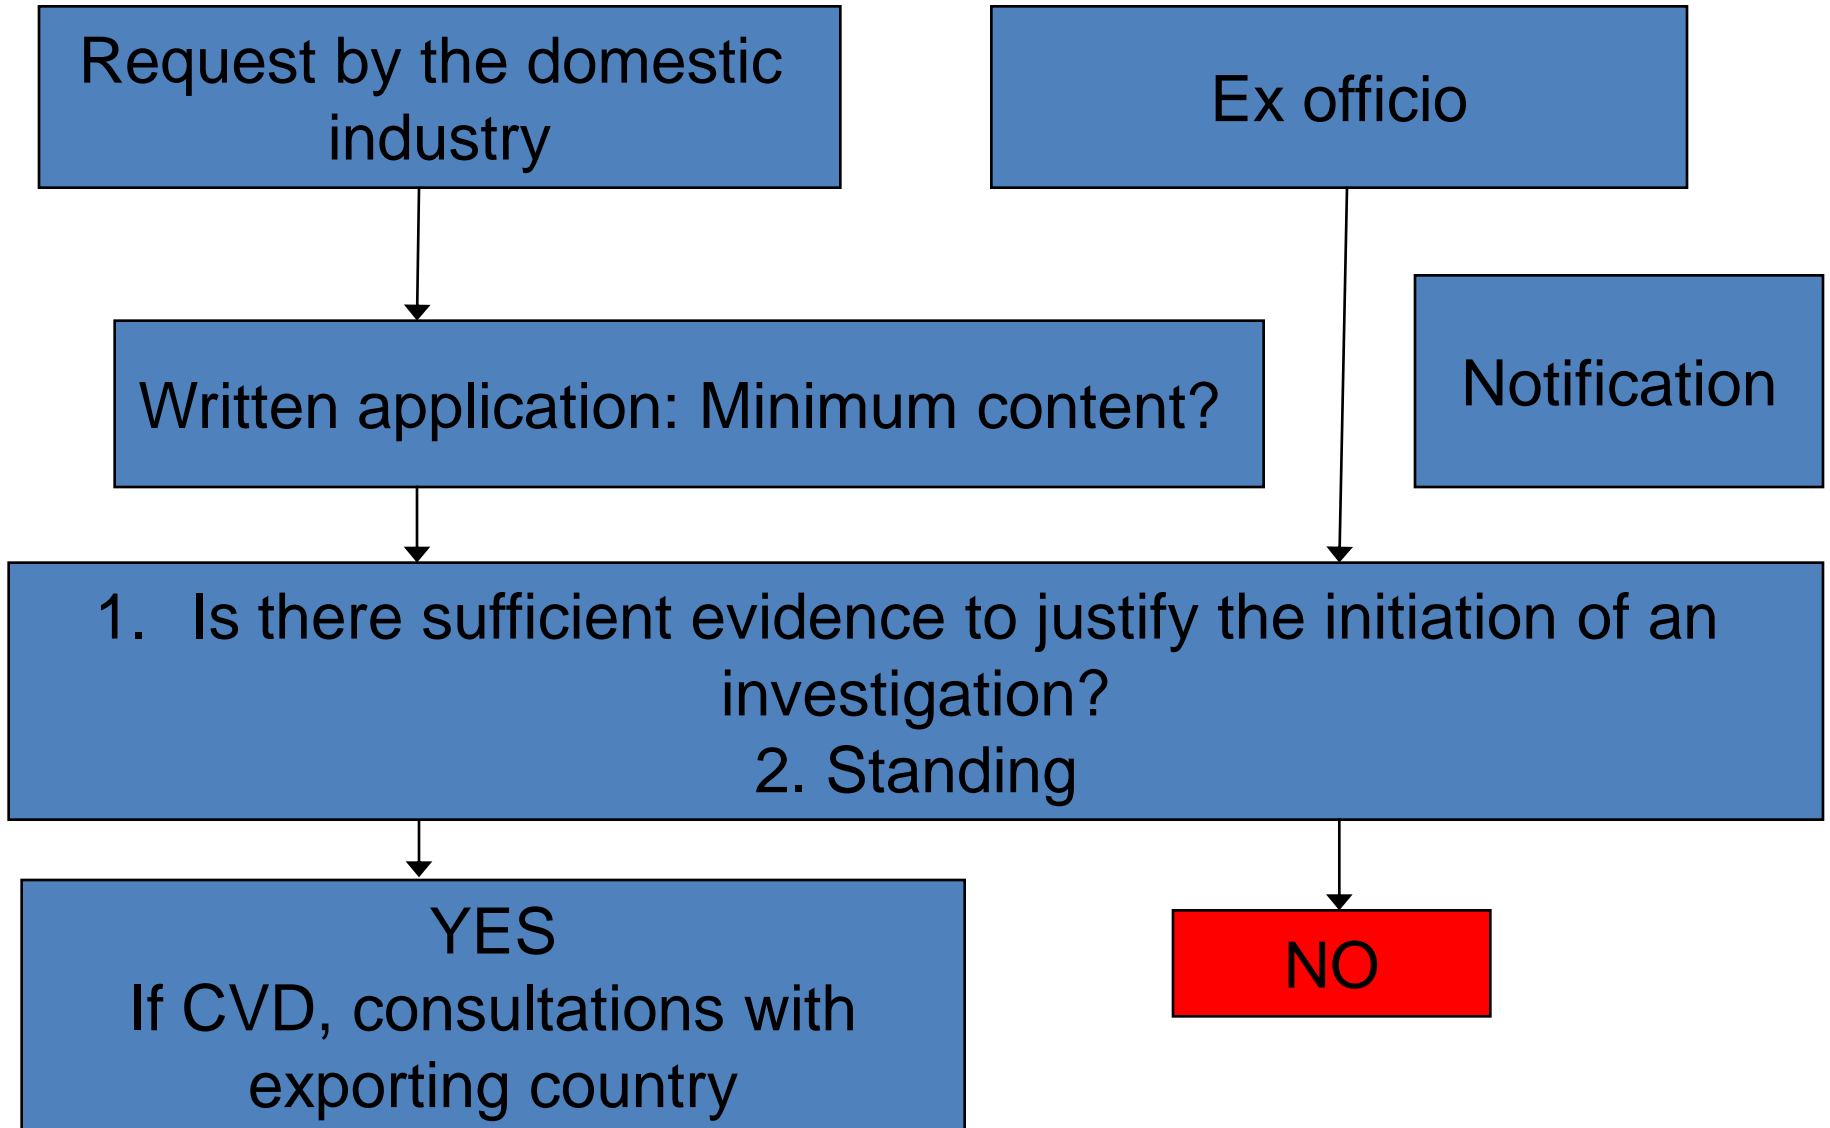 Request by the domestic
industry
Ex officio
Written application: Minimum content?
Notification
1. Is there sufficient evidence to justify the initiation of an
investigation?
2. Standing
YES
If CVD, consultations with
exporting country
NO